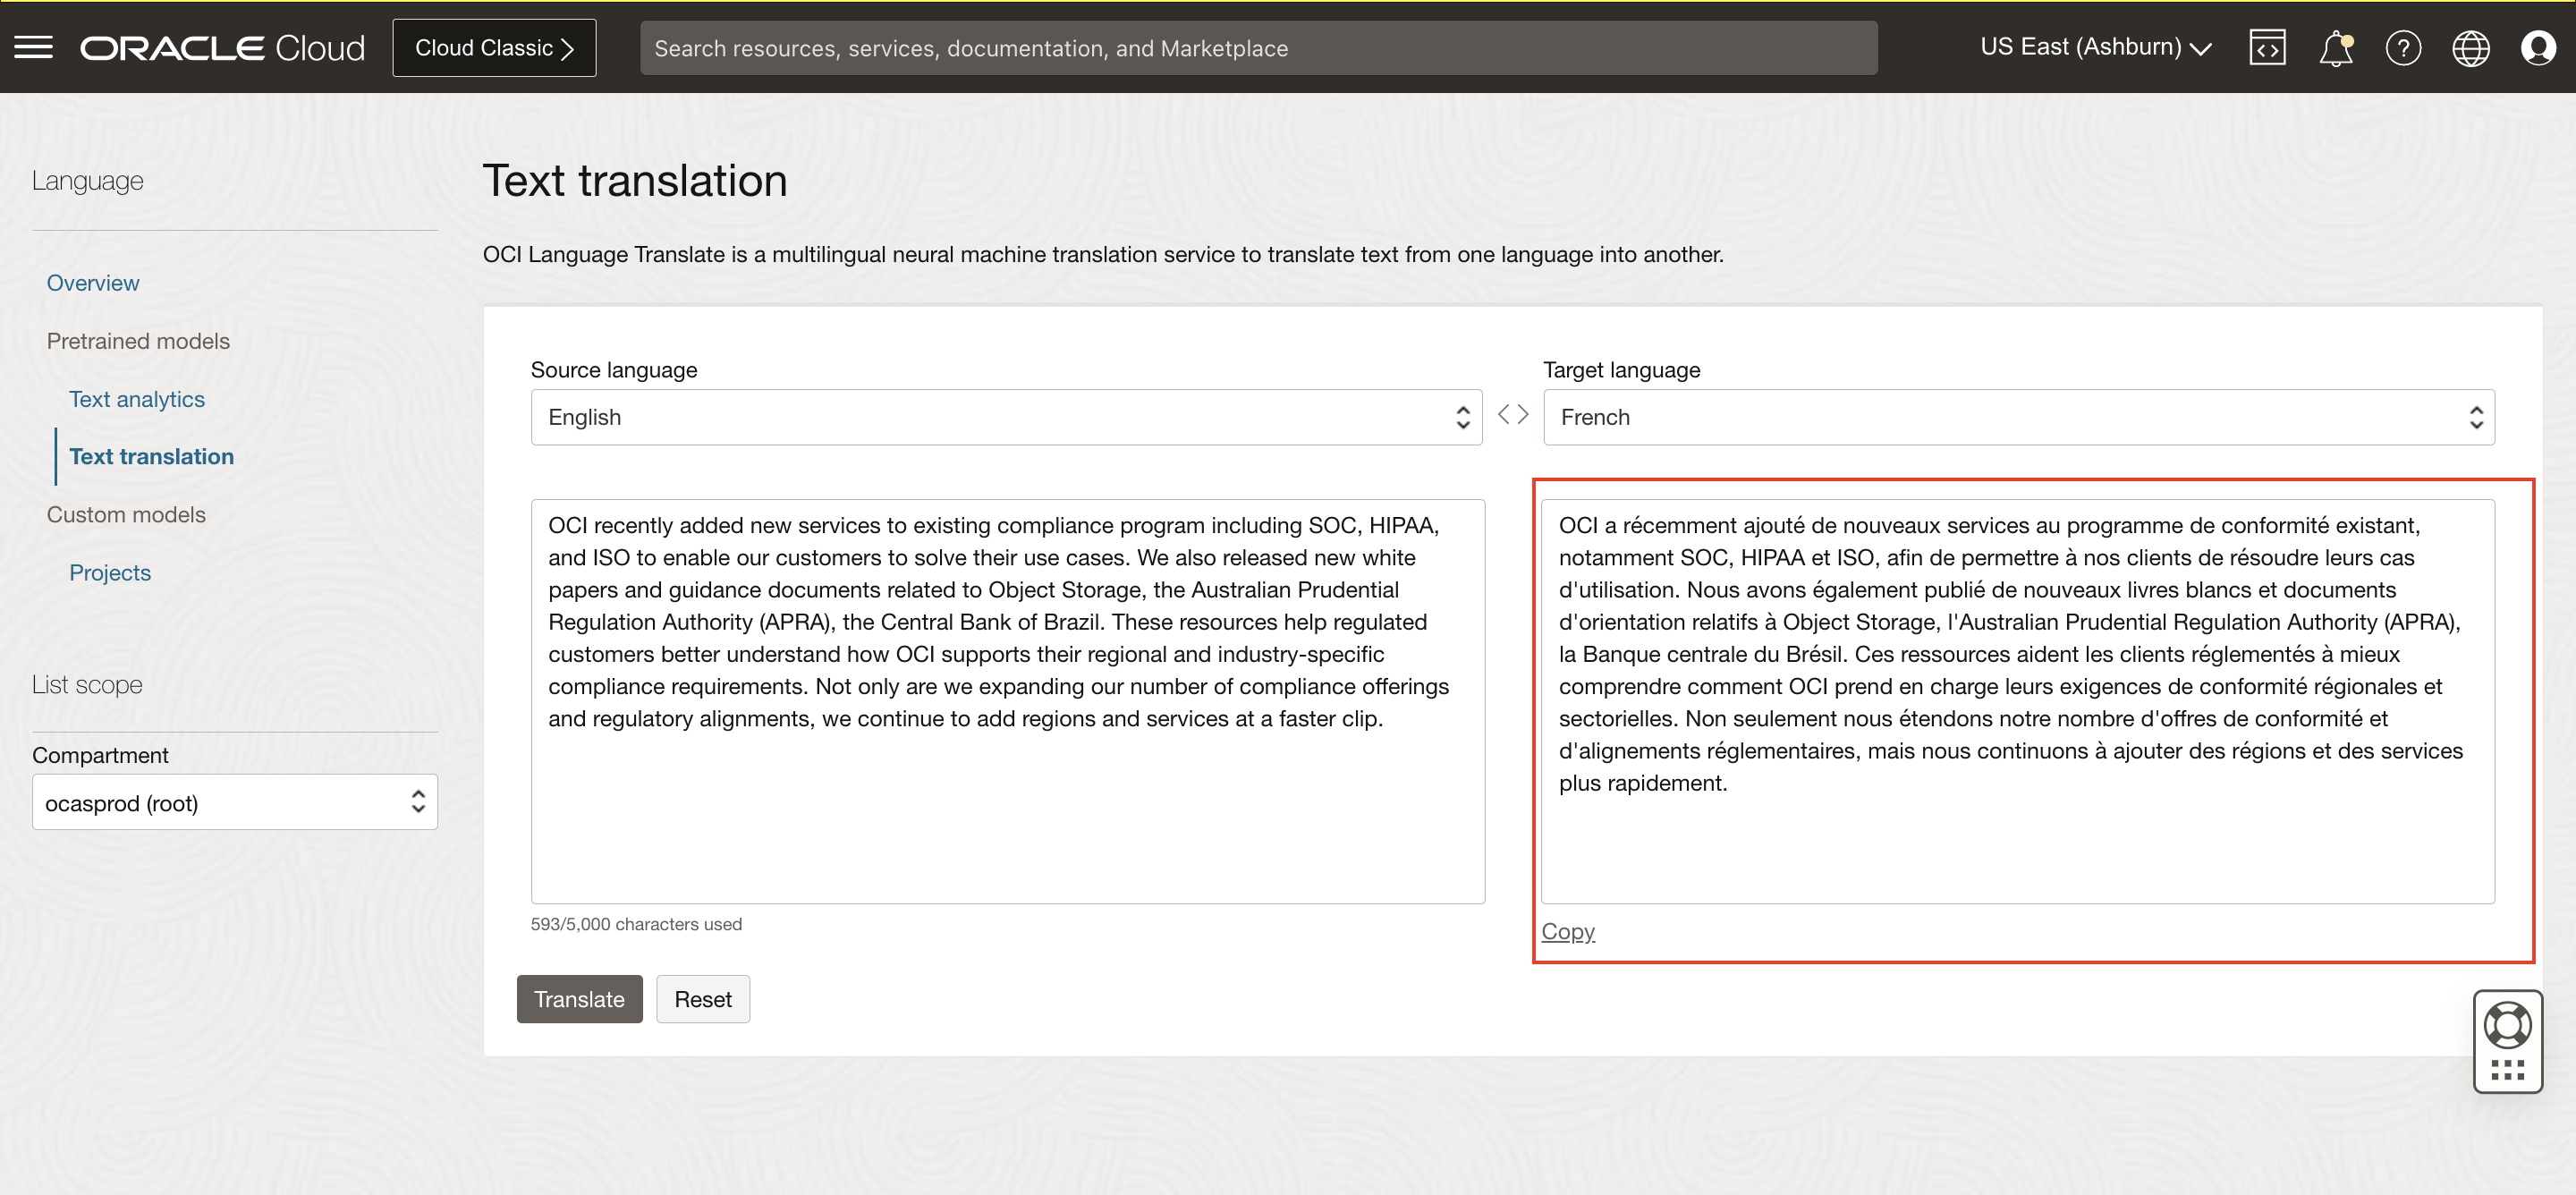 ORACLE Cloud
Cloud Classic
Search resources, services, documentation, and Marketplace
US East (Ashburn)
Language
Overview
Pretrained models
Text analytics
Text translation
Custom models
Projects
List scope
Compartment
ocasprod (root)
Text translation
OCI Language Translate is a multilingual neural machine translation service to translate text from one language into another.
Source language
English
Target language
French
OCI recently added new services to existing compliance program including SOC, HIPAA,
and ISO to enable our customers to solve their use cases. We also released new white
papers and guidance documents related to Object Storage, the Australian Prudential
Regulation Authority (APRA), the Central Bank of Brazil. These resources help regulated
customers better understand how OCI supports their regional and industry-specific
compliance requirements. Not only are we expanding our number of compliance offerings
and regulatory alignments, we continue to add regions and services at a faster clip.
593/5,000 characters used
OCI a récemment ajouté de nouveaux services au programme de conformité existant,
notamment SOC, HIPAA et ISO, afin de permettre à nos clients de résoudre leurs cas
d'utilisation. Nous avons également publié de nouveaux livres blancs et documents
d'orientation relatifs à Object Storage, l'Australian Prudential Regulation Authority (APRA),
la Banque centrale du Brésil. Ces ressources aident les clients réglementés à mieux
comprendre comment OCI prend en charge leurs exigences de conformité régionales et
sectorielles. Non seulement nous étendons notre nombre d'offres de conformité et
d'alignements réglementaires, mais nous continuons à ajouter des régions et des services
plus rapidement.
Copy
Translate
Reset